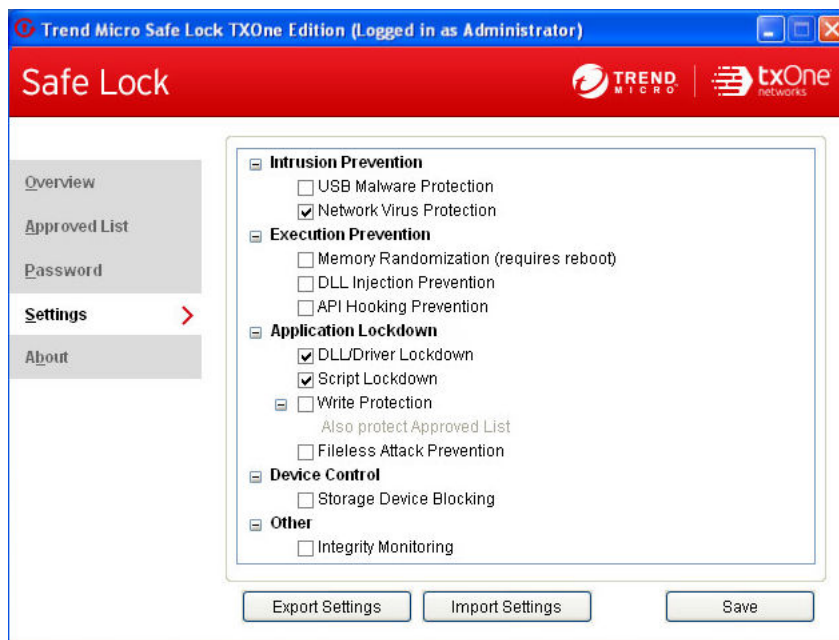 Trend Micro Safe Lock TXOne Edition (Logged in as Administrator)
Safe Lock
TREND MICRO
txOne networks
Overview
Approved List
Password
Settings
About
Intrusion Prevention
USB Malware Protection
Network Virus Protection
Execution Prevention
Memory Randomization (requires reboot)
DLL Injection Prevention
API Hooking Prevention
Application Lockdown
DLL/Driver Lockdown
Script Lockdown
Write Protection
Also protect Approved List
Fileless Attack Prevention
Device Control
Storage Device Blocking
Other
Integrity Monitoring
Export Settings
Import Settings
Save